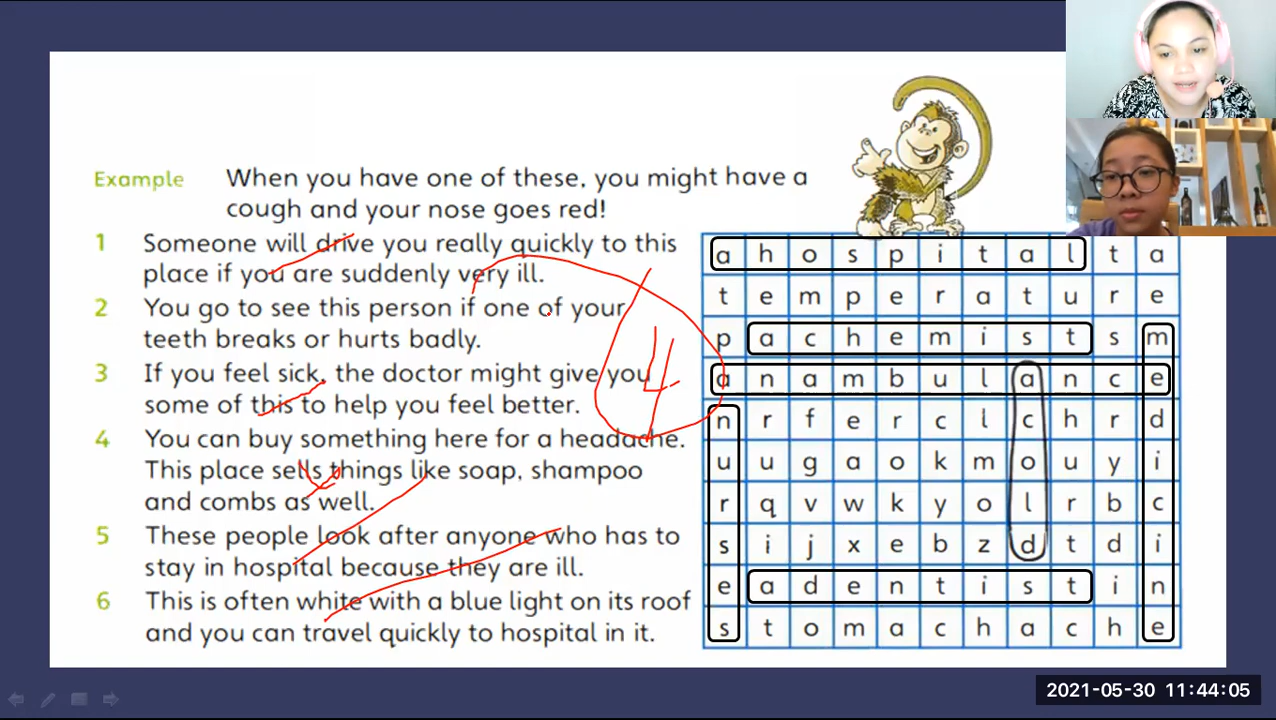 Example When you have one of these, you might have a
cough and your nose goes red!
1 Someone will drive you really quickly to this
place if you are suddenly very ill.
2 You go to see this person if one of your
teeth breaks or hurts badly.
3 If you feel sick, the doctor might give you
some of this to help you feel better.
4 You can buy something here for a headache.
This place sells things like soap, shampoo
and combs as well.
5 These people look after anyone who has to
stay in hospital because they are ill.
6 This is often white with a blue light on its roof
and you can travel quickly to hospital in it.
4
a h o s p i t a l t a
t e m p e r a t u r e
p a c h e m i s t s m
a n a m b u l a n c e
n r f e r c l c h r d
u u g a o k m o u y i
r q v w k y o l r b c
s i j x e b z d t d i
e a d e n t i s t i n
s t o m a c h a c h e
2021-05-30 11:44:05